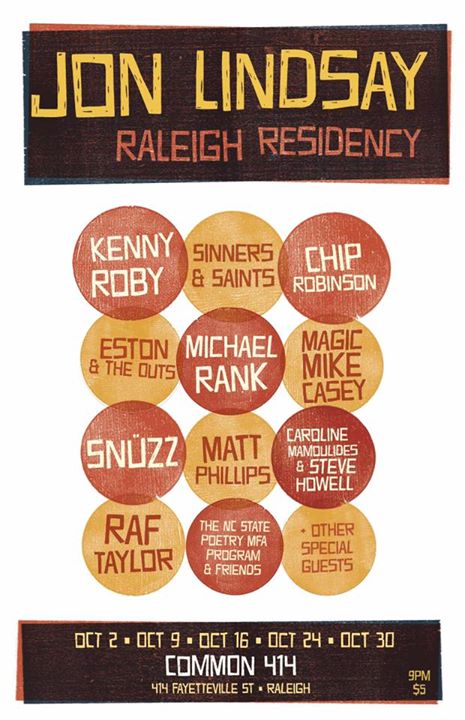 JON LINDSAY
RALEIGH RESIDENCY
KENNY
ROBY
SINNERS
& SAINTS
CHIP
ROBINSON
ESTON
& THE OUTS
MICHAEL
RANK
MAGIC
MIKE
CASEY
SNÜZZ
MATT
PHILLIPS
CAROLINE
MAMOULIDES
& STEVE
HOWELL
RAF
TAYLOR
THE NC STATE
POETRY MFA
PROGRAM
& FRIENDS
+ OTHER
SPECIAL
GUESTS
OCT 2 • OCT 9 • OCT 16 • OCT 24 • OCT 30
COMMON 414
414 FAYETTEVILLE ST • RALEIGH
9PM
$5